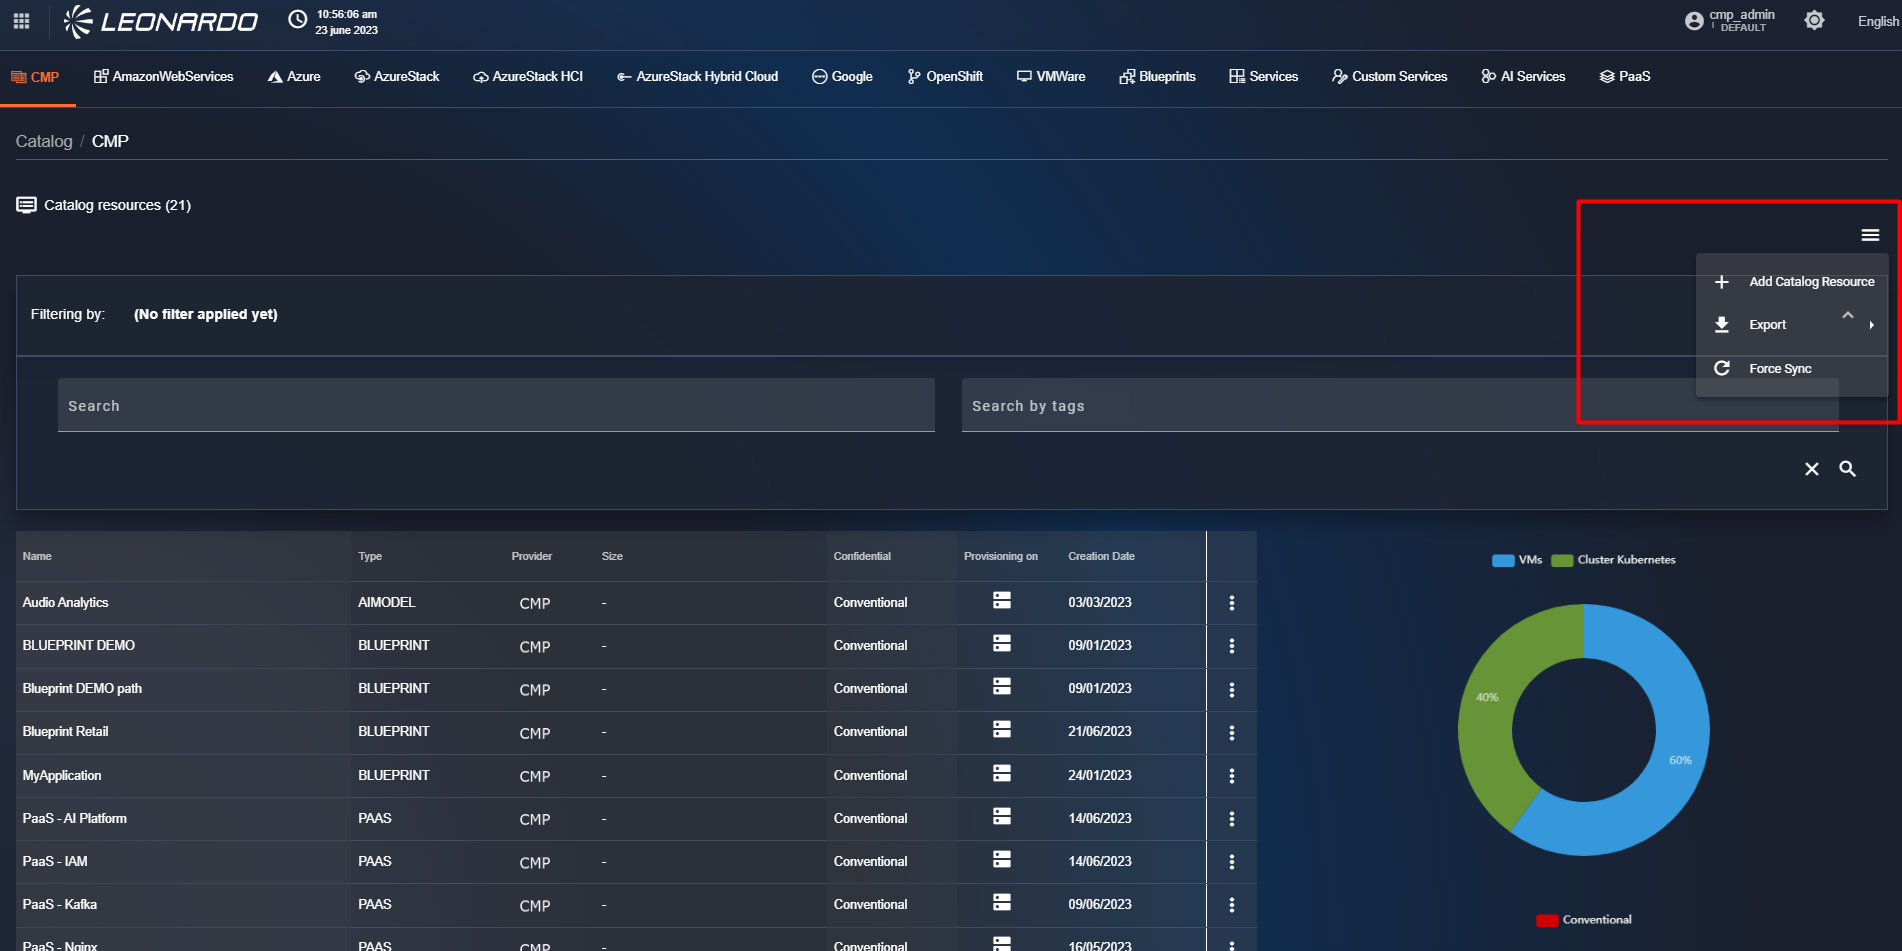 LEONARDO
10:56:06 am
23 june 2023
cmp_admin
DEFAULT
English
CMP AmazonWebServices Azure AzureStack AzureStack HCI AzureStack Hybrid Cloud Google OpenShift VMWare Blueprints Services Custom Services AI Services PaaS
Catalog / CMP
Catalog resources (21)
Add Catalog Resource
Export
Force Sync
Filtering by: (No filter applied yet)
Search
Search by tags
Name Type Provider Size Confidential Provisioning on Creation Date
Audio Analytics AIMODEL CMP - Conventional 03/03/2023
BLUEPRINT DEMO BLUEPRINT CMP - Conventional 09/01/2023
Blueprint DEMO path BLUEPRINT CMP - Conventional 09/01/2023
Blueprint Retail BLUEPRINT CMP - Conventional 21/06/2023
MyApplication BLUEPRINT CMP - Conventional 24/01/2023
PaaS - AI Platform PAAS CMP - Conventional 14/06/2023
PaaS - IAM PAAS CMP - Conventional 14/06/2023
PaaS - Kafka PAAS CMP - Conventional 09/06/2023
PaaS - Nginx PAAS CMP - Conventional 16/05/2023
VMs Cluster Kubernetes
40%
60%
Conventional